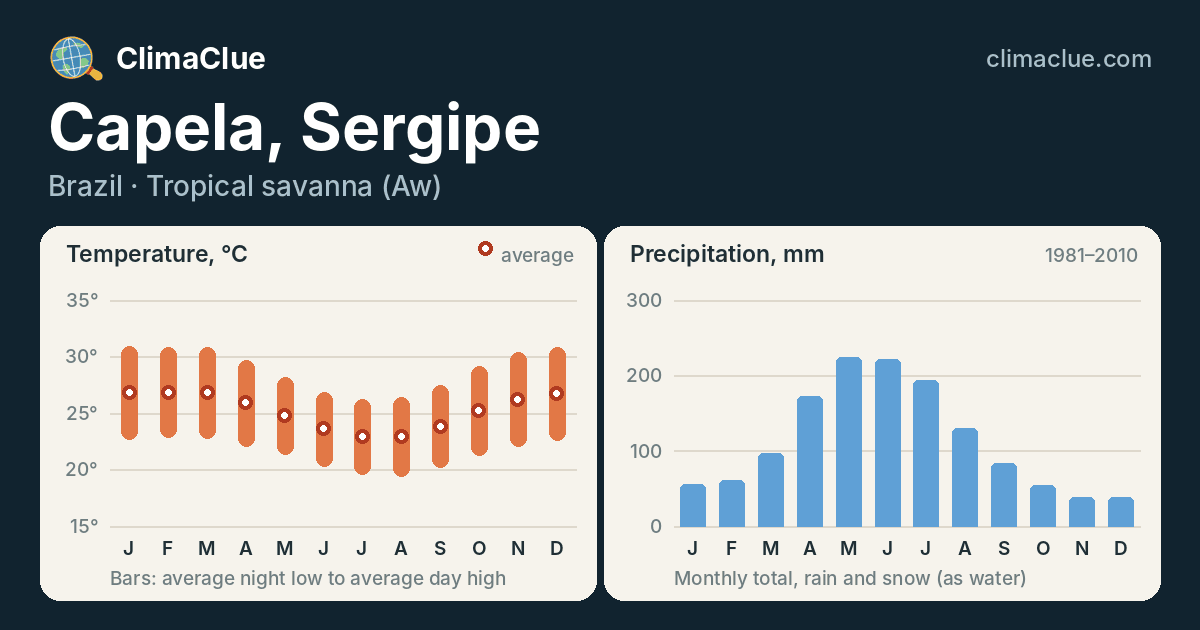 ClimaClue
climaclue.com
Capela, Sergipe
Brazil · Tropical savanna (Aw)
Temperature, °C
average
35°
30°
25°
20°
15°
J F M A M J J A S O N D
Bars: average night low to average day high
Precipitation, mm
1981–2010
300
200
100
0
J F M A M J J A S O N D
Monthly total, rain and snow (as water)